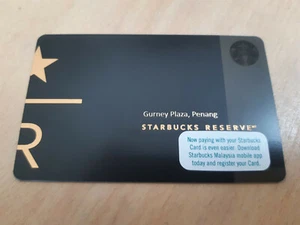 Gurney Plaza, Penang
STARBUCKS RESERVE™
R
Now paying with your Starbucks
Card is even easier. Download
Starbucks Malaysia mobile app
today and register your Card.